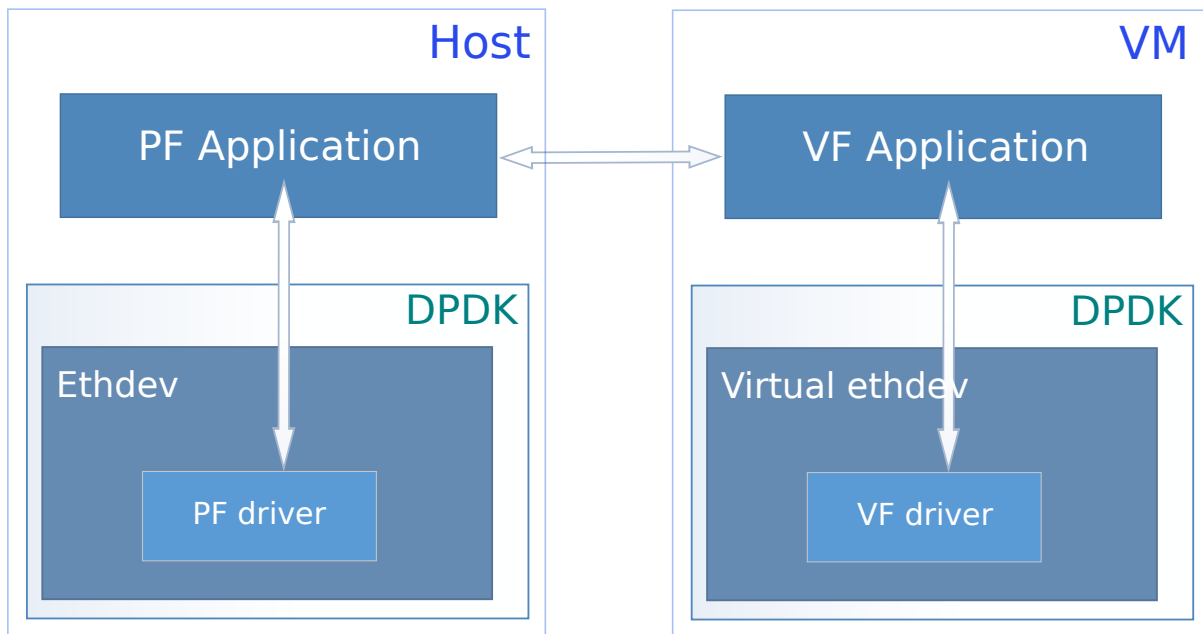 Host
PF Application
DPDK
Ethdev
PF driver
VM
VF Application
DPDK
Virtual ethdev
VF driver